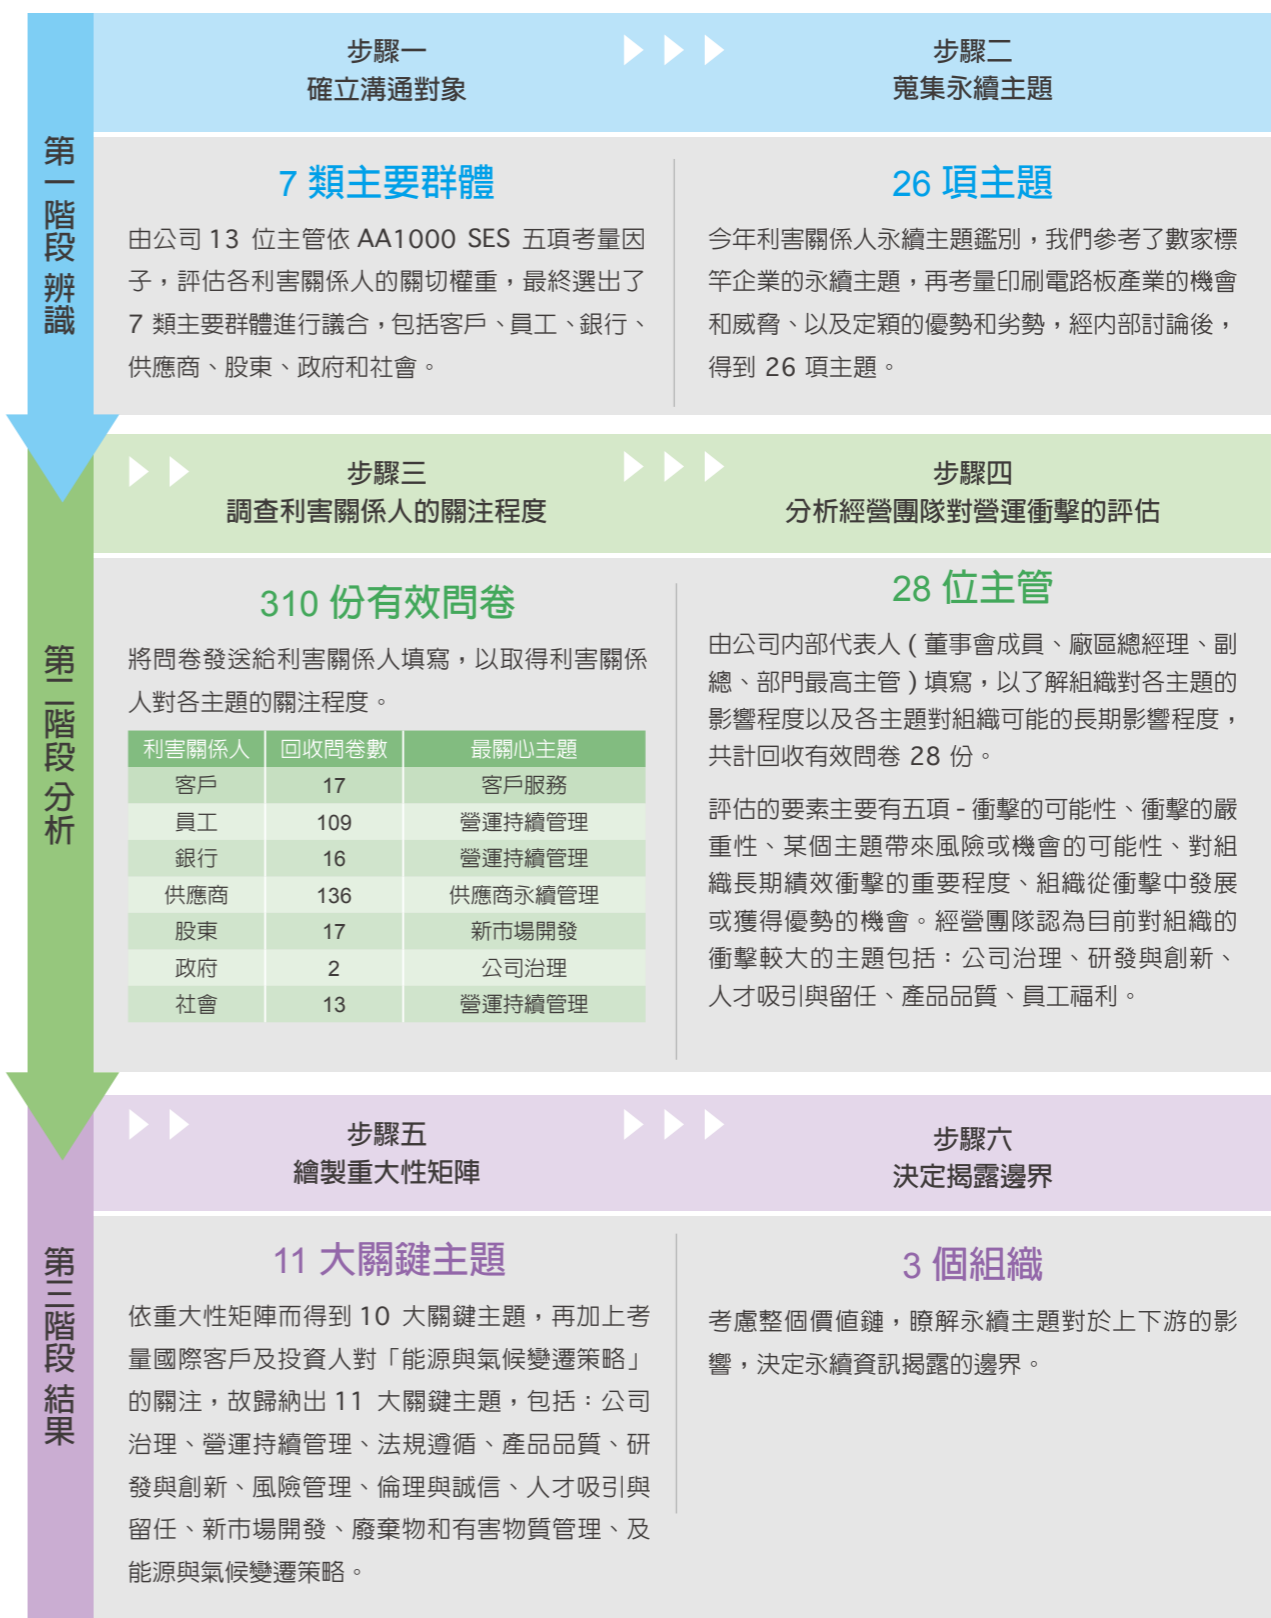 第一階段 辨識
步驟一
確立溝通對象
步驟二
蒐集永續主題
7 類主要群體
由公司 13 位主管依 AA1000 SES 五項考量因
子，評估各利害關係人的關切權重，最終選出了
7 類主要群體進行議合，包括客戶、員工、銀行、
供應商、股東、政府和社會。
26 項主題
今年利害關係人永續主題鑑別，我們參考了數家標
竿企業的永續主題，再考量印刷電路板產業的機會
和威脅、以及定穎的優勢和劣勢，經內部討論後，
得到 26 項主題。
第二階段 分析
步驟三
調查利害關係人的關注程度
步驟四
分析經營團隊對營運衝擊的評估
310 份有效問卷
將問卷發送給利害關係人填寫，以取得利害關係
人對各主題的關注程度。
利害關係人 回收問卷數 最關心主題
客戶 17 客戶服務
員工 109 營運持續管理
銀行 16 營運持續管理
供應商 136 供應商永續管理
股東 17 新市場開發
政府 2 公司治理
社會 13 營運持續管理
28 位主管
由公司內部代表人 ( 董事會成員、廠區總經理、副
總、部門最高主管 ) 填寫，以了解組織對各主題的
影響程度以及各主題對組織可能的長期影響程度，
共計回收有效問卷 28 份。
評估的要素主要有五項 - 衝擊的可能性、衝擊的嚴
重性、某個主題帶來風險或機會的可能性、對組
織長期績效衝擊的重要程度、組織從衝擊中發展
或獲得優勢的機會。經營團隊認為目前對組織的
衝擊較大的主題包括：公司治理、研發與創新、
人才吸引與留任、產品品質、員工福利。
第三階段 結果
步驟五
繪製重大性矩陣
步驟六
決定揭露邊界
11 大關鍵主題
依重大性矩陣而得到 10 大關鍵主題，再加上考
量國際客戶及投資人對「能源與氣候變遷策略」
的關注，故歸納出 11 大關鍵主題，包括：公司
治理、營運持續管理、法規遵循、產品品質、研
發與創新、風險管理、倫理與誠信、人才吸引與
留任、新市場開發、廢棄物和有害物質管理、及
能源與氣候變遷策略。
3 個組織
考慮整個價值鏈，瞭解永續主題對於上下游的影
響，決定永續資訊揭露的邊界。